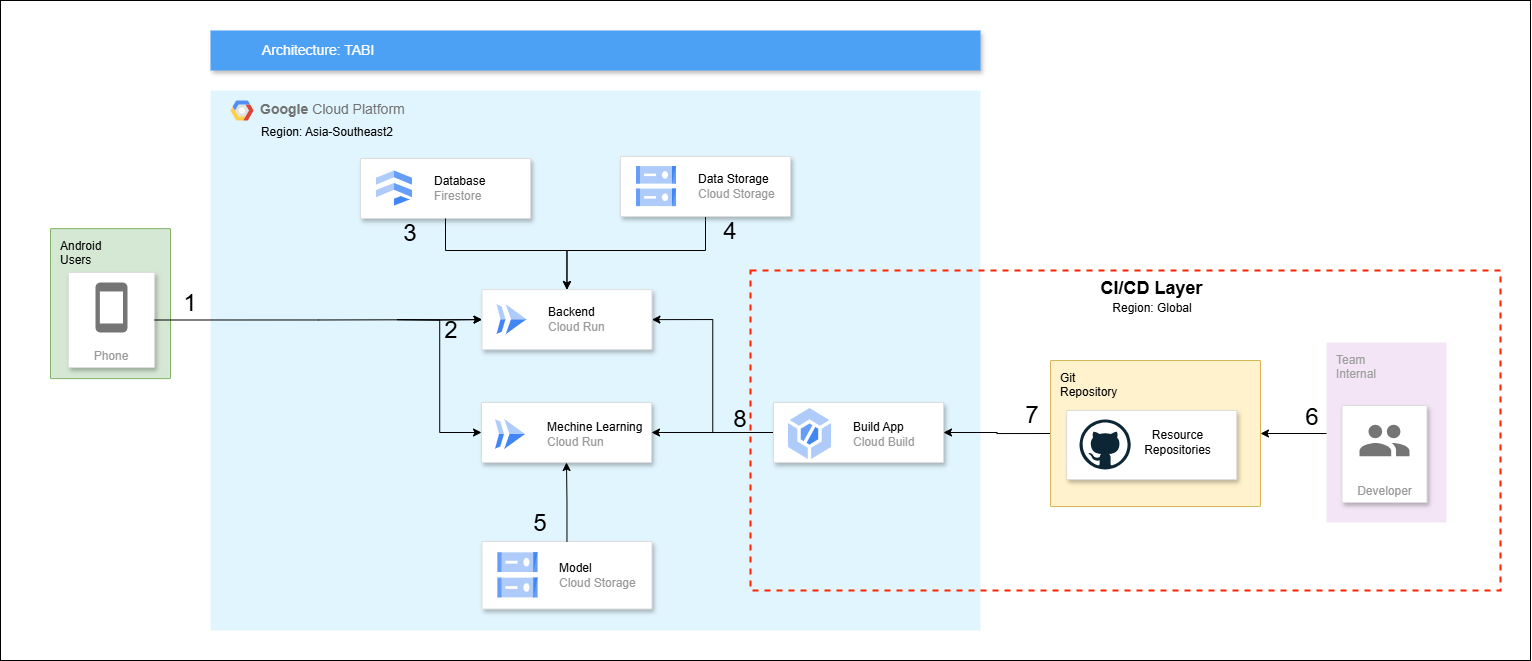 Architecture: TABI
Google Cloud Platform
Region: Asia-Southeast2
Database
Firestore
Data Storage
Cloud Storage
3
4
Android
Users
Phone
1
2
Backend
Cloud Run
CI/CD Layer
Region: Global
Mechine Learning
Cloud Run
8
Build App
Cloud Build
7
Git
Repository
Resource
Repositories
6
Team
Internal
Developer
5
Model
Cloud Storage